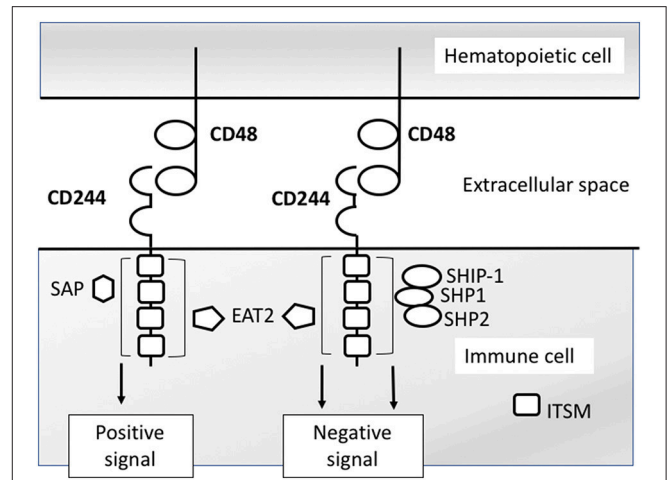 Hematopoietic cell
CD48
CD48
CD244
CD244
Extracellular space
SAP
EAT2
SHIP-1
SHP1
SHP2
Immune cell
ITSM
Positive
signal
Negative
signal